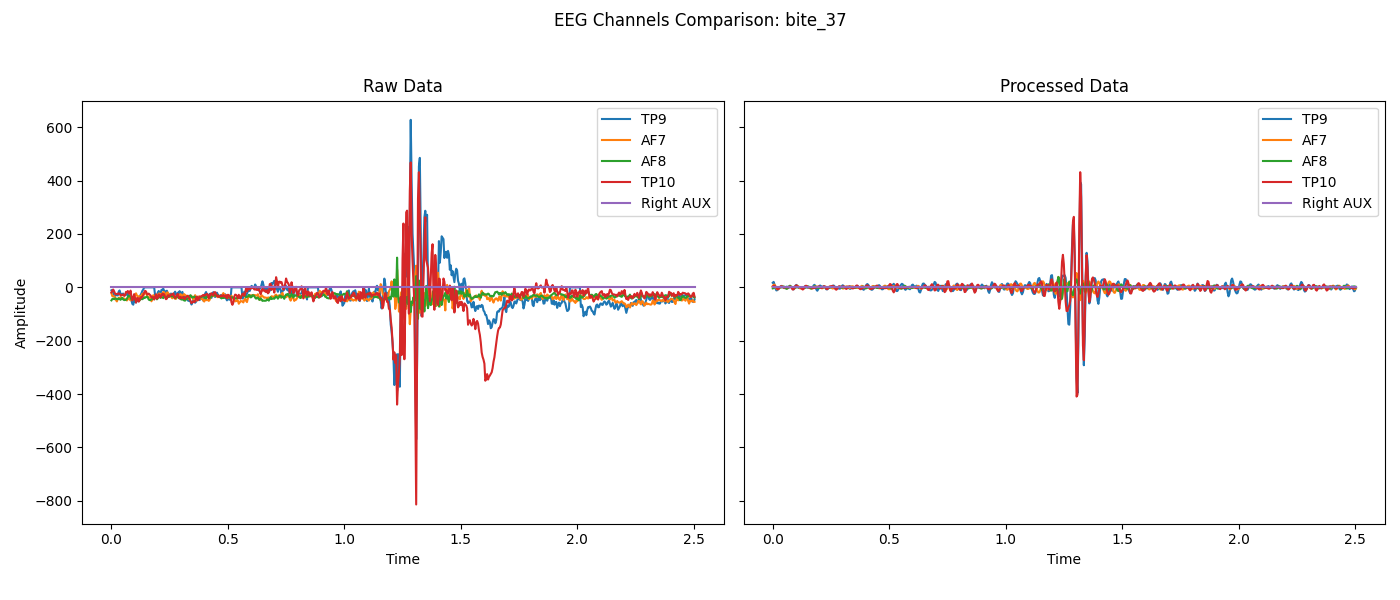 EEG Channels Comparison: bite_37
Raw Data
Processed Data
TP9
AF7
AF8
TP10
Right AUX
TP9
AF7
AF8
TP10
Right AUX
Amplitude
600
400
200
0
−200
−400
−600
−800
0.0 0.5 1.0 1.5 2.0 2.5
0.0 0.5 1.0 1.5 2.0 2.5
Time
Time